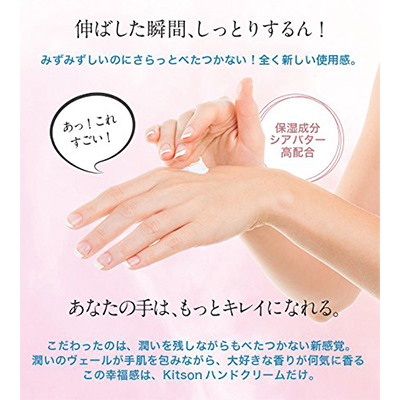 伸ばした瞬間、しっとりするん！
みずみずしいのにさらっとべたつかない！全く新しい使用感。
あっ！これ
すごい！
保湿成分
シアバター
高配合
あなたの手は、もっとキレイになれる。
こだわったのは、潤いを残しながらもべたつかない新感覚。
潤いのヴェールが手肌を包みながら、大好きな香りが何気に香る
この幸福感は、Kitsonハンドクリームだけ。